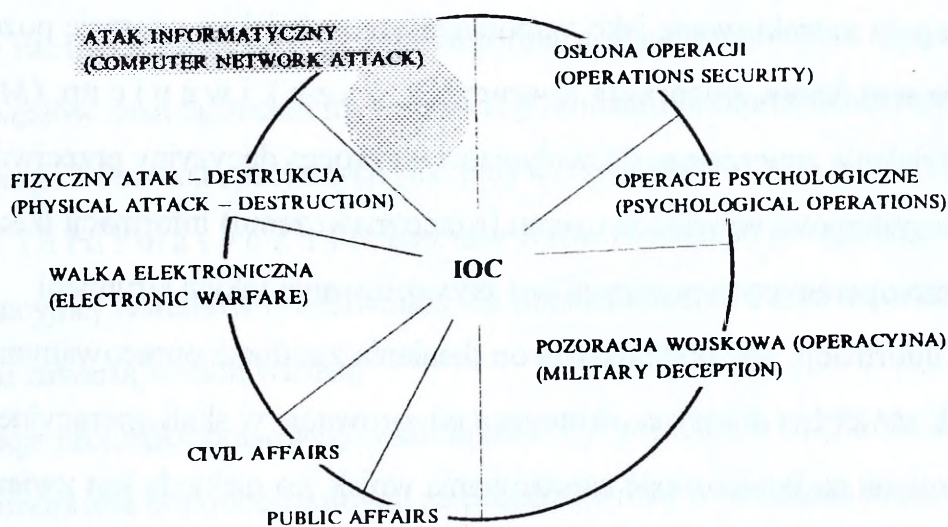 ATAK INFORMATYCZNY
(COMPUTER NETWORK ATTACK)
OSŁONA OPERACJI
(OPERATIONS SECURITY)
FIZYCZNY ATAK – DESTRUKCJA
(PHYSICAL ATTACK – DESTRUCTION)
OPERACJE PSYCHOLOGICZNE
(PSYCHOLOGICAL OPERATIONS)
IOC
WALKA ELEKTRONICZNA
(ELECTRONIC WARFARE)
POZORACJA WOJSKOWA (OPERACYJNA)
(MILITARY DECEPTION)
CIVIL AFFAIRS
PUBLIC AFFAIRS